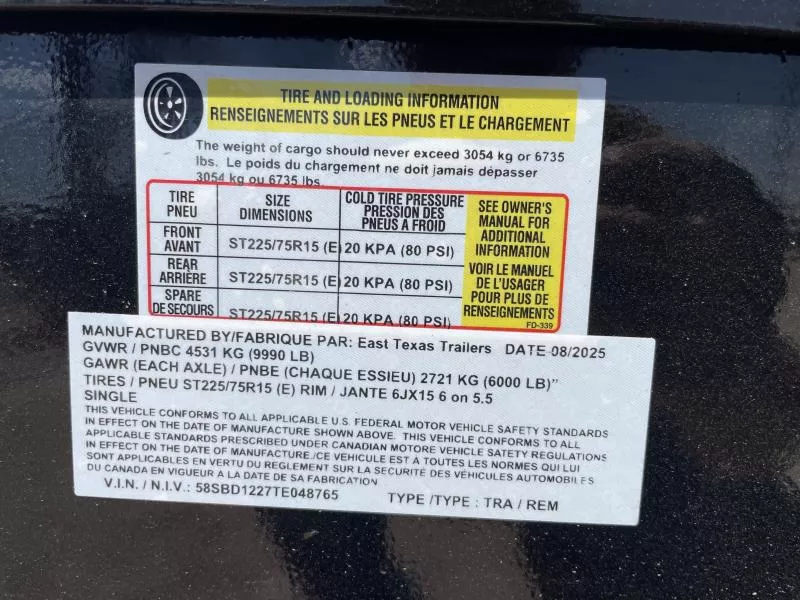 TIRE AND LOADING INFORMATION
RENSEIGNEMENTS SUR LES PNEUS ET LE CHARGEMENT
The weight of cargo should never exceed 3054 kg or 6735
lbs. Le poids du chargement ne doit jamais dépasser
3054 kg ou 6735 lbs.
TIRE PNEU
SIZE DIMENSIONS
COLD TIRE PRESSURE PRESSION DES PNEUS A FROID
FRONT AVANT
ST225/75R15 (E)
20 KPA (80 PSI)
REAR ARRIÈRE
ST225/75R15 (E)
20 KPA (80 PSI)
SPARE DE SECOURS
ST225/75R15 (E)
20 KPA (80 PSI)
SEE OWNER'S
MANUAL FOR
ADDITIONAL
INFORMATION
VOIR LE MANUEL
DE L'USAGER
POUR PLUS DE
RENSEIGNEMENTS
FD-339
MANUFACTURED BY/FABRIQUE PAR: East Texas Trailers DATE 08/2025
GVWR / PNBC 4531 KG (9990 LB)
GAWR (EACH AXLE) / PNBE (CHAQUE ESSIEU) 2721 KG (6000 LB)"
TIRES / PNEU ST225/75R15 (E) RIM / JANTE 6JX15 6 on 5.5
SINGLE
THIS VEHICLE CONFORMS TO ALL APPLICABLE U.S. FEDERAL MOTOR VEHICLE SAFETY STANDARDS
IN EFFECT ON THE DATE OF MANUFACTURE SHOWN ABOVE. THIS VEHICLE CONFORMS TO ALL
APPLICABLE STANDARDS PRESCRIBED UNDER CANADIAN MOTORE VEHICLE SAFETY REGULATIONS
IN EFFECT ON THE DATE OF MANUFACTURE./CE VEHICULE EST A TOUTES LES NORMES QUI LUI
SONT APPLICABLES EN VERTU DU REGLEMENT SUR LA SECURITE DES VÉHICULES AUTOMOBILES
DU CANADA EN VIGUEUR A LA DATE DE SA FABRICATION
V.I.N. / N.I.V.: 58SBD1227TE048765 TYPE /TYPE : TRA / REM